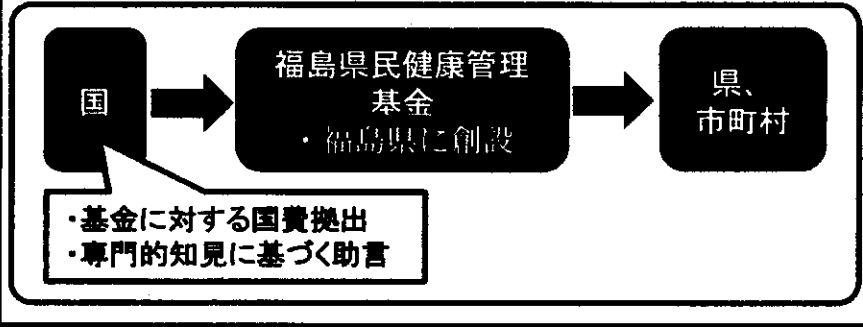 国
福島県民健康管理
基金
・福島県に創設
県、
市町村
・基金に対する国費拠出
・専門的知見に基づく助言